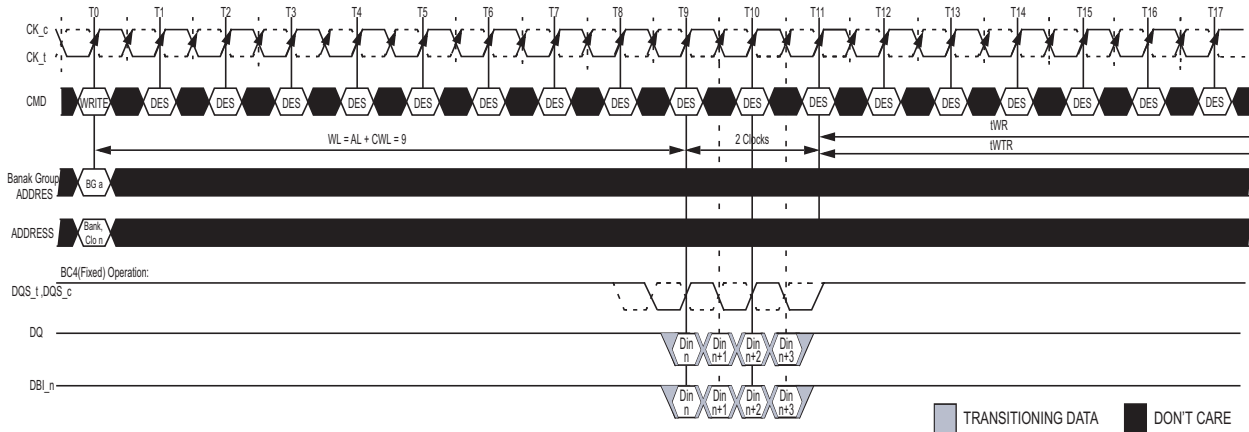 T0 T1 T2 T3 T4 T5 T6 T7 T8 T9 T10 T11 T12 T13 T14 T15 T16 T17
CK_c
CK_t
CMD WRITE DES DES DES DES DES DES DES DES DES DES DES DES DES DES DES DES DES
WL = AL + CWL = 9 2 Clocks tWR
tWTR
Banak Group
ADDRES
BG a
ADDRESS
Bank,
Clo n
BC4(Fixed) Operation:
DQS_t ,DQS_c
DQ
Din Din Din Din
n n+1 n+2 n+3
DBI_n
Din Din Din Din
n n+1 n+2 n+3
TRANSITIONING DATA DON'T CARE